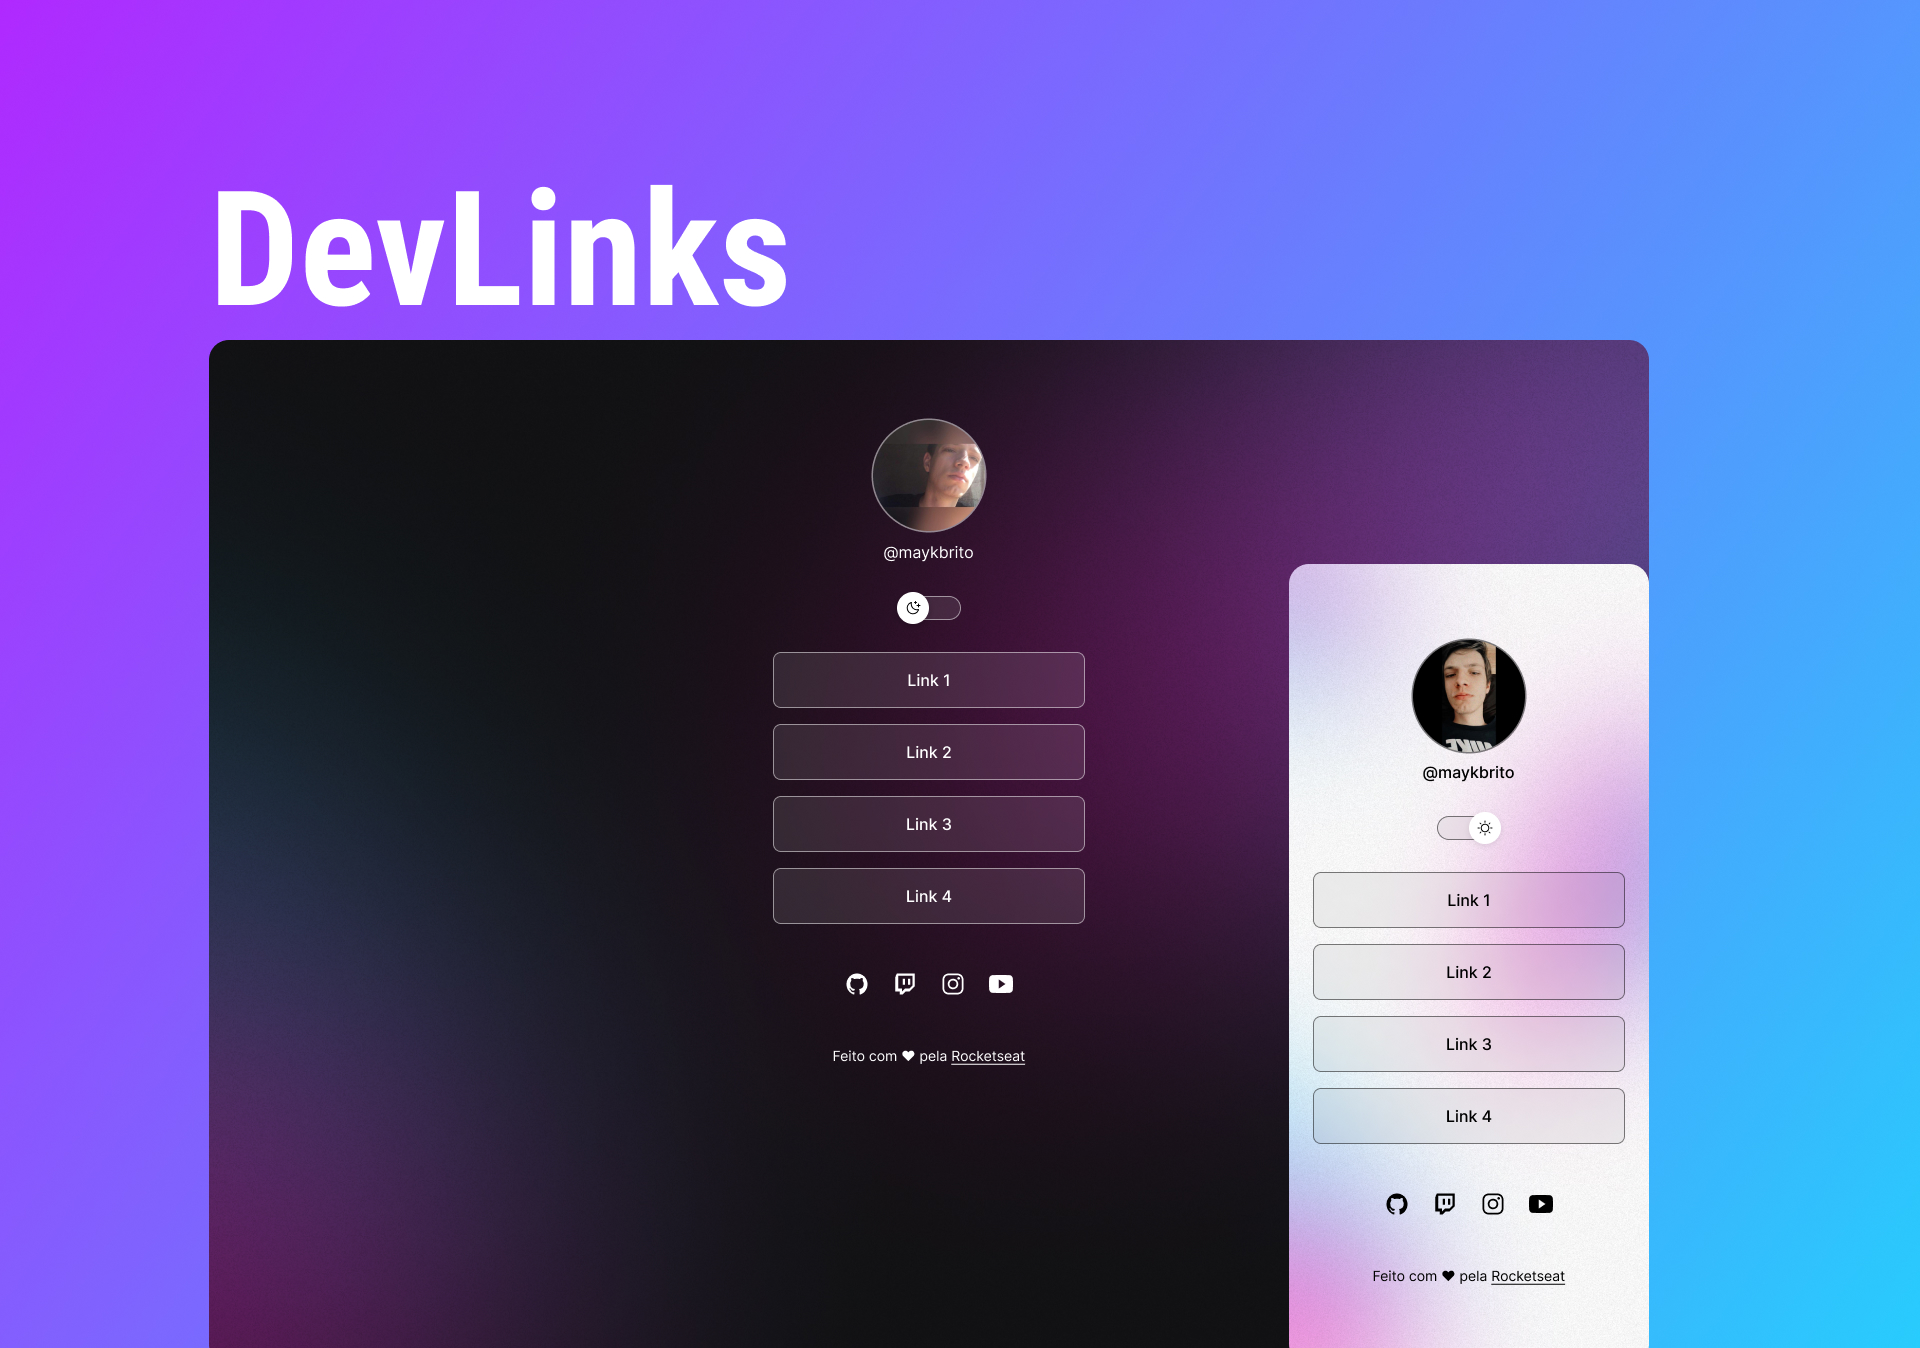 DevLinks
@maykbrito
Link 1
Link 2
Link 3
Link 4
Feito com ♥ pela Rocketseat
@maykbrito
Link 1
Link 2
Link 3
Link 4
Feito com ♥ pela Rocketseat